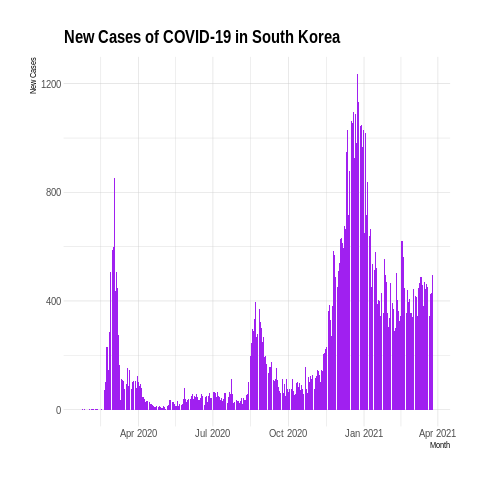 New Cases of COVID-19 in South Korea
New Cases
1200
800
400
0
Apr 2020 Jul 2020 Oct 2020 Jan 2021 Apr 2021
Month